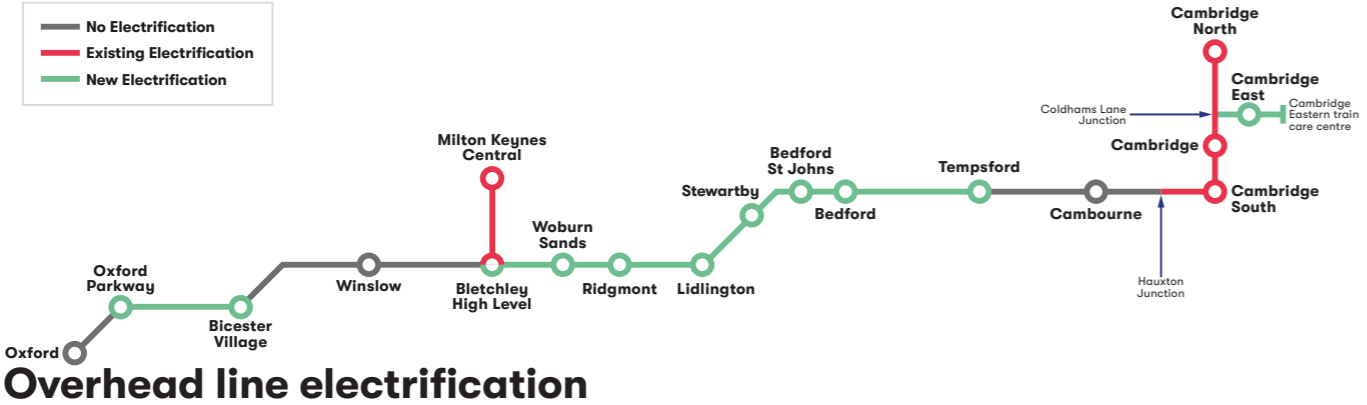 No Electrification
Existing Electrification
New Electrification
Cambridge
North
Cambridge
East
Cambridge
Eastern train
care centre
Coldhams Lane
Junction
Milton Keynes
Central
Cambridge
Bedford
St Johns
Tempsford
Stewartby
Cambridge
South
Bedford
Cambourne
Woburn
Sands
Oxford
Parkway
Winslow
Bletchley
High Level
Ridgmont
Lidlington
Hauxton
Junction
Bicester
Village
Oxford
Overhead line electrification